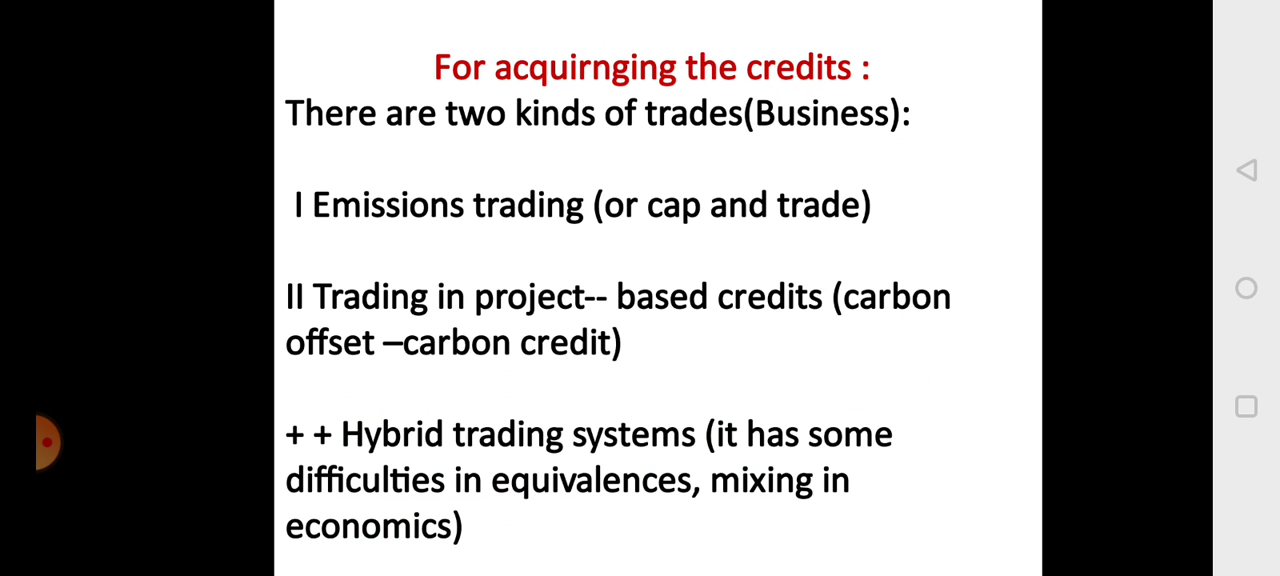 For acquirnging the credits :
There are two kinds of trades(Business):
I Emissions trading (or cap and trade)
II Trading in project-- based credits (carbon
offset –carbon credit)
+ + Hybrid trading systems (it has some
difficulties in equivalences, mixing in
economics)